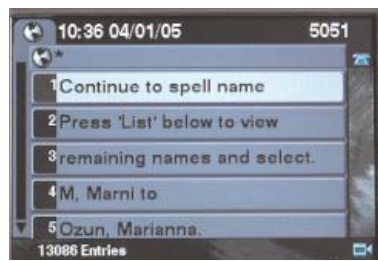 10:36 04/01/05 5051
*
1 Continue to spell name
2 Press 'List' below to view
3 remaining names and select.
4 M, Marni to
5 Ozun, Marianna.
13086 Entries